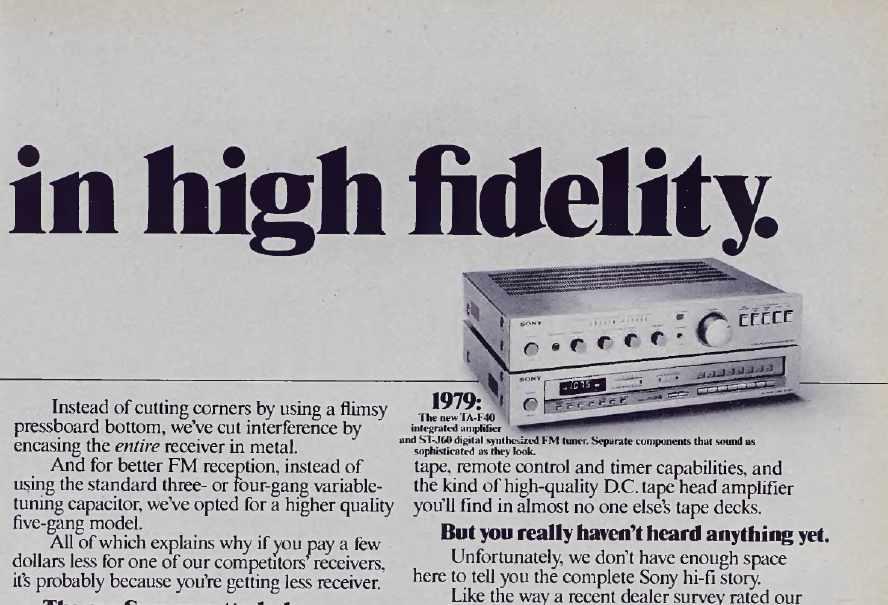 in high fidelity.
SONY
SONY
Instead of cutting corners by using a flimsy
pressboard bottom, we've cut interference by
encasing the entire receiver in metal.
And for better FM reception, instead of
using the standard three- or four-gang variable-
tuning capacitor, we've opted for a higher quality
five-gang model.
All of which explains why if you pay a few
dollars less for one of our competitors' receivers,
it's probably because you're getting less receiver.
1979:
The new TA-F40
integrated amplifier
and ST-J60 digital synthesized FM tuner. Separate components that sound as
sophisticated as they look.
tape, remote control and timer capabilities, and
the kind of high-quality D.C. tape head amplifier
you'll find in almost no one else's tape decks.
But you really haven't heard anything yet.
Unfortunately, we don't have enough space
here to tell you the complete Sony hi-fi story.
Like the way a recent dealer survey rated our